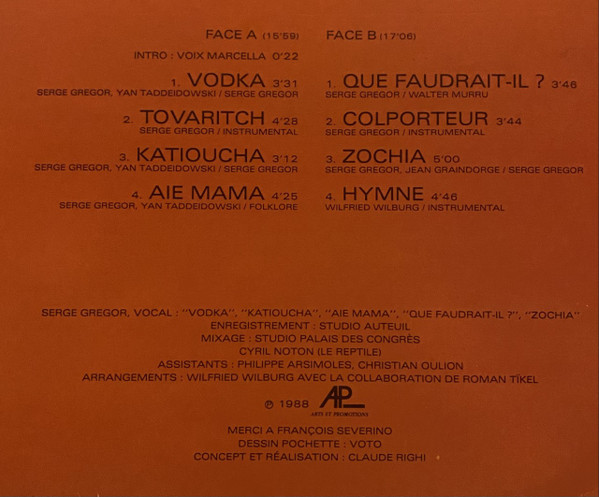 FACE A (15'59)
INTRO : VOIX MARCELLA 0'22
1. VODKA 3'31
SERGE GREGOR, YAN TADDEIDOWSKI / SERGE GREGOR
2. TOVARITCH 4'28
SERGE GREGOR / INSTRUMENTAL
3. KATIOUCHA 3'12
SERGE GREGOR, YAN TADDEIDOWSKI / SERGE GREGOR
4. AIE MAMA 4'25
SERGE GREGOR, YAN TADDEIDOWSKI / FOLKLORE
FACE B (17'06)
1. QUE FAUDRAIT-IL ? 3'46
SERGE GREGOR / WALTER MURRU
2. COLPORTEUR 3'44
SERGE GREGOR / INSTRUMENTAL
3. ZOCHIA 5'00
SERGE GREGOR, JEAN GRAINDORGE / SERGE GREGOR
4. HYMNE 4'46
WILFRIED WILBURG / INSTRUMENTAL
SERGE GREGOR, VOCAL : "VODKA", "KATIOUCHA", "AIE MAMA", "QUE FAUDRAIT-IL ?", "ZOCHIA"
ENREGISTREMENT : STUDIO AUTEUIL
MIXAGE : STUDIO PALAIS DES CONGRÈS
CYRIL NOTON (LE REPTILE)
ASSISTANTS : PHILIPPE ARSIMOLES, CHRISTIAN OULION
ARRANGEMENTS : WILFRIED WILBURG AVEC LA COLLABORATION DE ROMAN TÏKEL
℗ 1988 AP
ARTS ET PROMOTIONS
MERCI A FRANÇOIS SEVERINO
DESSIN POCHETTE : VOTO
CONCEPT ET RÉALISATION : CLAUDE RIGHI